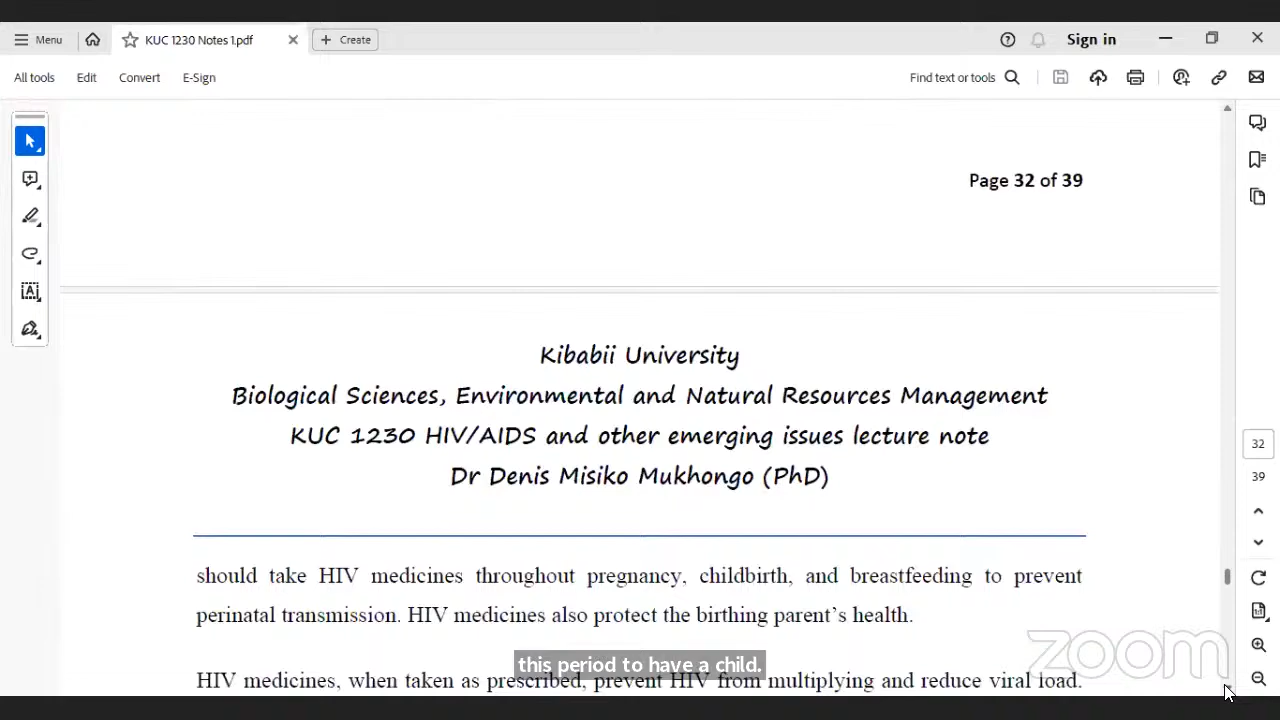 Menu
KUC 1230 Notes 1.pdf
Create
Sign in
All tools
Edit
Convert
E-Sign
Find text or tools
Page 32 of 39
Kibabii University
Biological Sciences, Environmental and Natural Resources Management
KUC 1230 HIV/AIDS and other emerging issues lecture note
Dr Denis Misiko Mukhongo (PhD)
32
39
should take HIV medicines throughout pregnancy, childbirth, and breastfeeding to prevent
perinatal transmission. HIV medicines also protect the birthing parent's health.
zoom
this period to have a child.
HIV medicines, when taken as prescribed, prevent HIV from multiplying and reduce viral load.